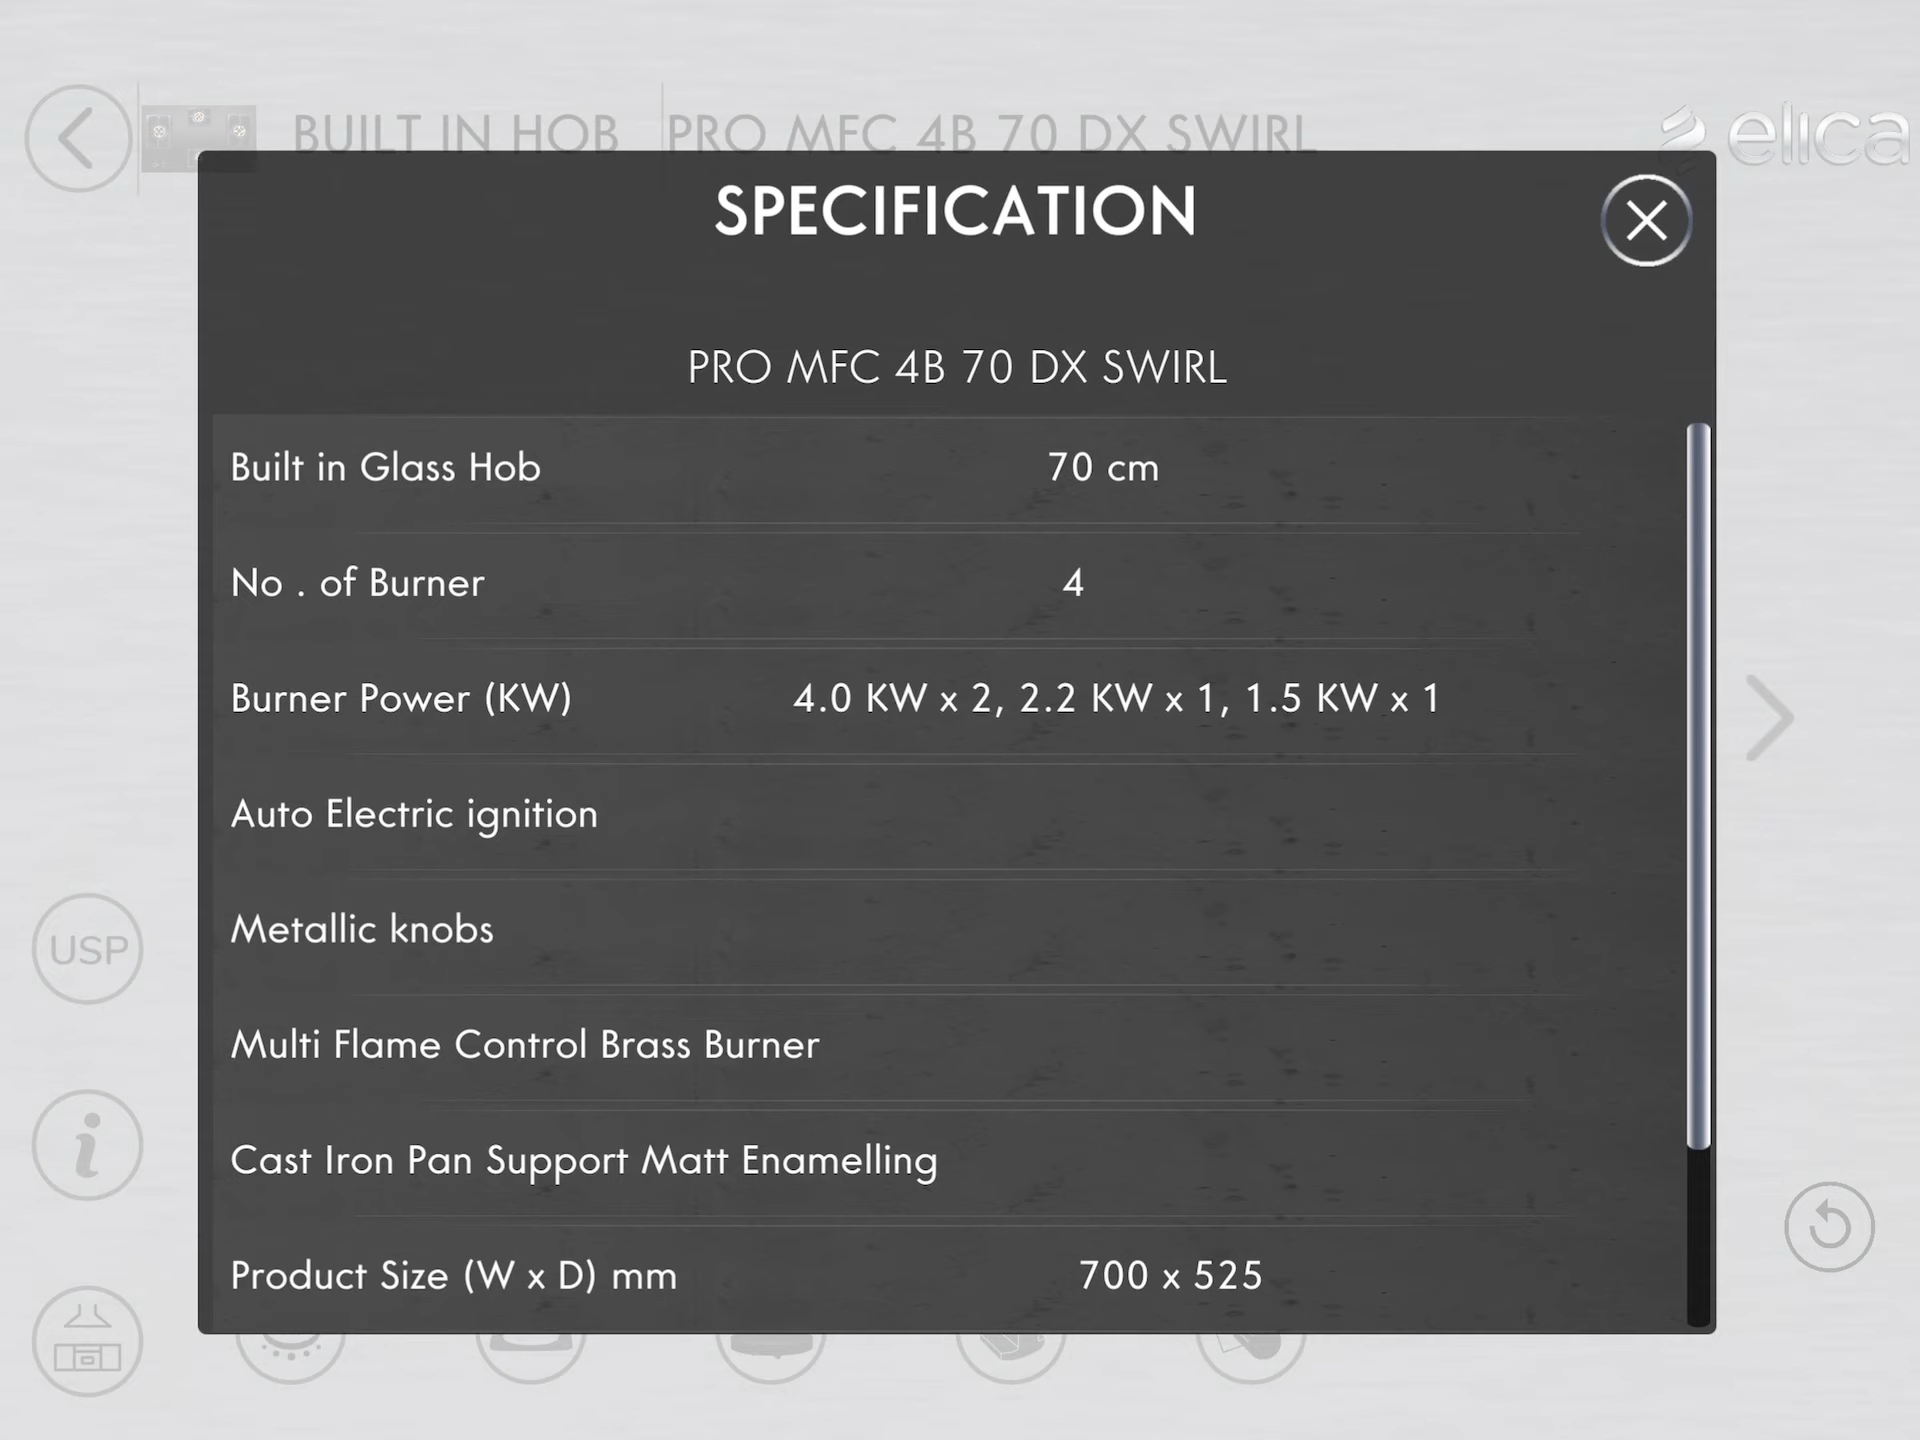 BUILT IN HOB
PRO MFC 4B 70 DX SWIRL
elica
SPECIFICATION
PRO MFC 4B 70 DX SWIRL
Built in Glass Hob 70 cm
No . of Burner 4
Burner Power (KW) 4.0 KW x 2, 2.2 KW x 1, 1.5 KW x 1
Auto Electric ignition
Metallic knobs
Multi Flame Control Brass Burner
Cast Iron Pan Support Matt Enamelling
Product Size (W x D) mm 700 x 525
USP
i